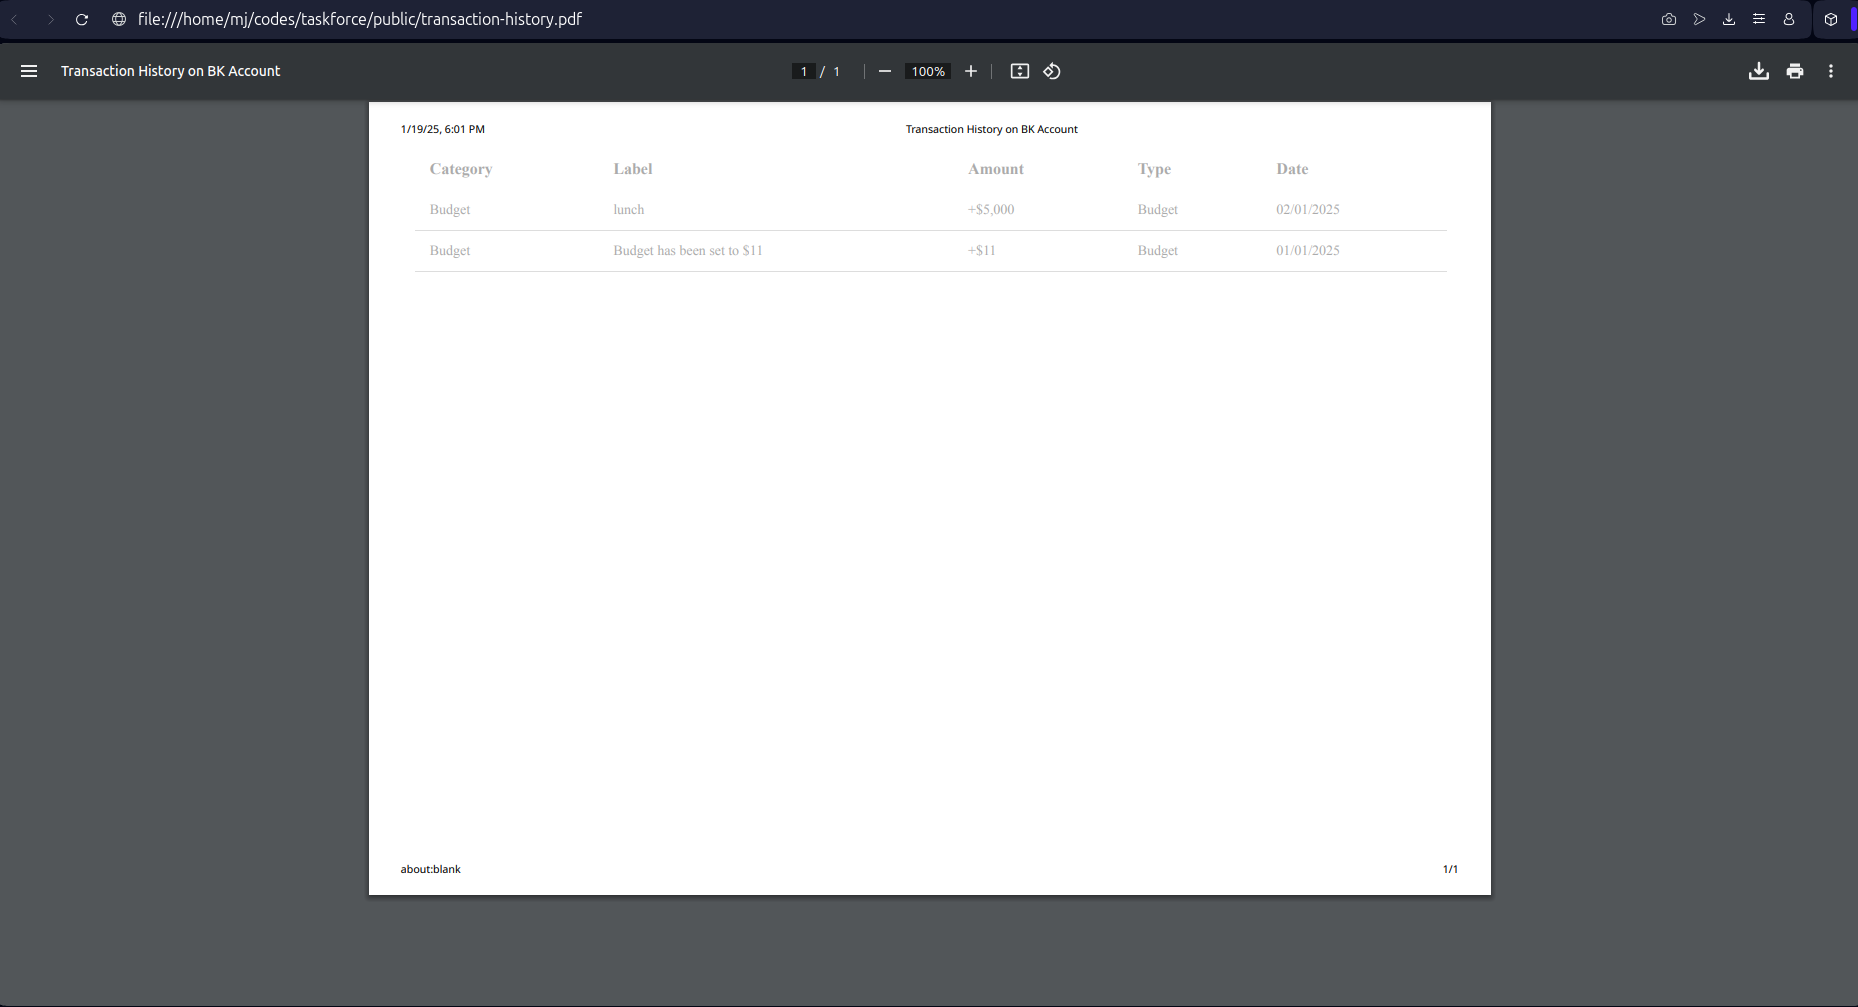 file:///home/mj/codes/taskforce/public/transaction-history.pdf
Transaction History on BK Account 1 / 1 100%
1/19/25, 6:01 PM Transaction History on BK Account
Category Label Amount Type Date
Budget lunch +$5,000 Budget 02/01/2025
Budget Budget has been set to $11 +$11 Budget 01/01/2025
about:blank 1/1